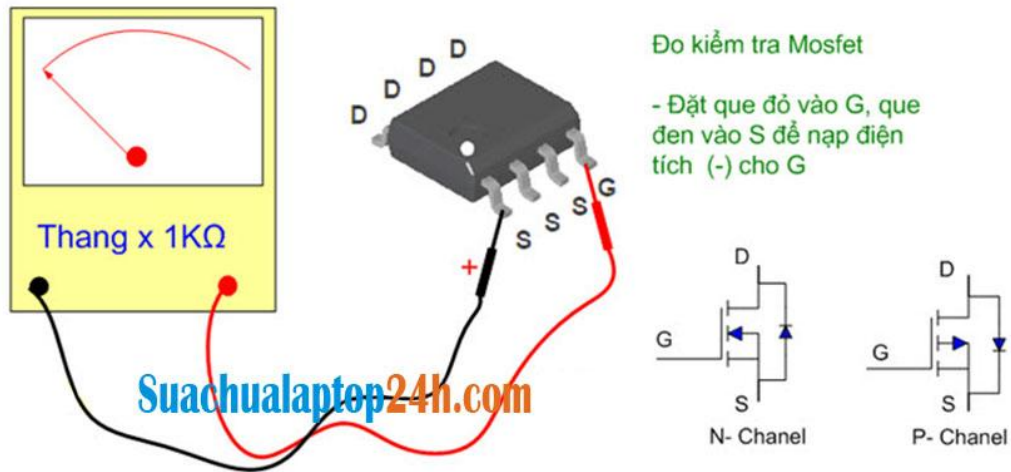 Đo kiểm tra Mosfet
- Đặt que đỏ vào G, que
đen vào S để nạp điện
tích (-) cho G
D
D
D
D
Thang x 1KΩ
S
S
S
G
+
Suachualaptop24h.com
D
G
S
N- Chanel
D
G
S
P- Chanel